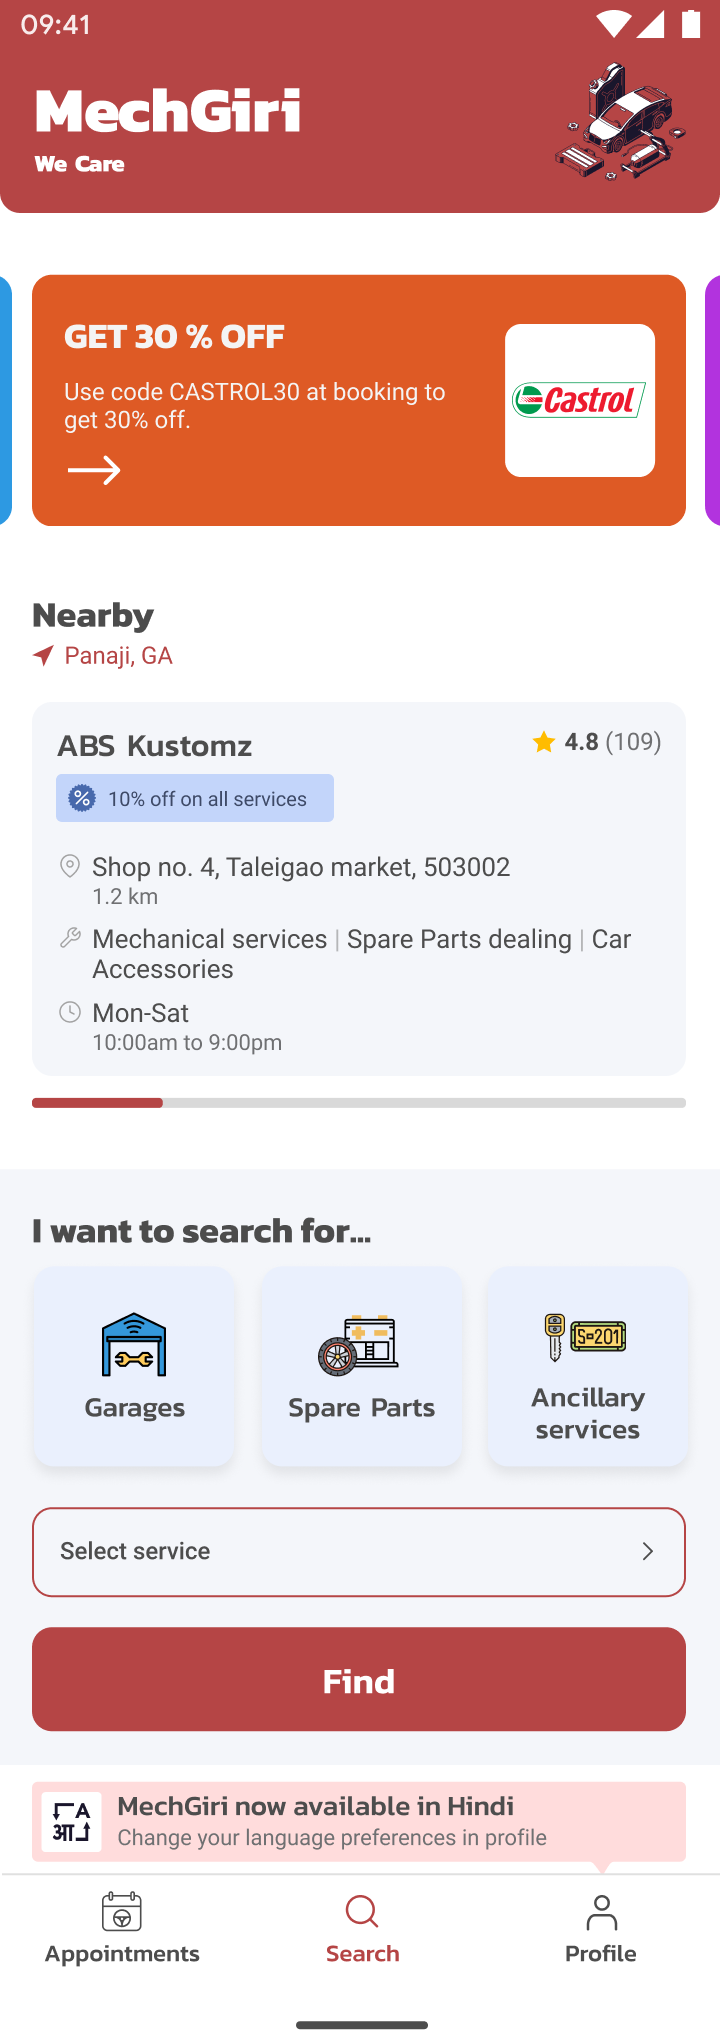 09:41
MechGiri
We Care
GET 30 % OFF
Use code CASTROL30 at booking to
get 30% off.
Castrol
Nearby
Panaji, GA
ABS Kustomz
4.8 (109)
10% off on all services
Shop no. 4, Taleigao market, 503002
1.2 km
Mechanical services | Spare Parts dealing | Car
Accessories
Mon-Sat
10:00am to 9:00pm
I want to search for...
S-201
Garages
Spare Parts
Ancillary
services
Select service
Find
A
आ
MechGiri now available in Hindi
Change your language preferences in profile
Appointments
Search
Profile